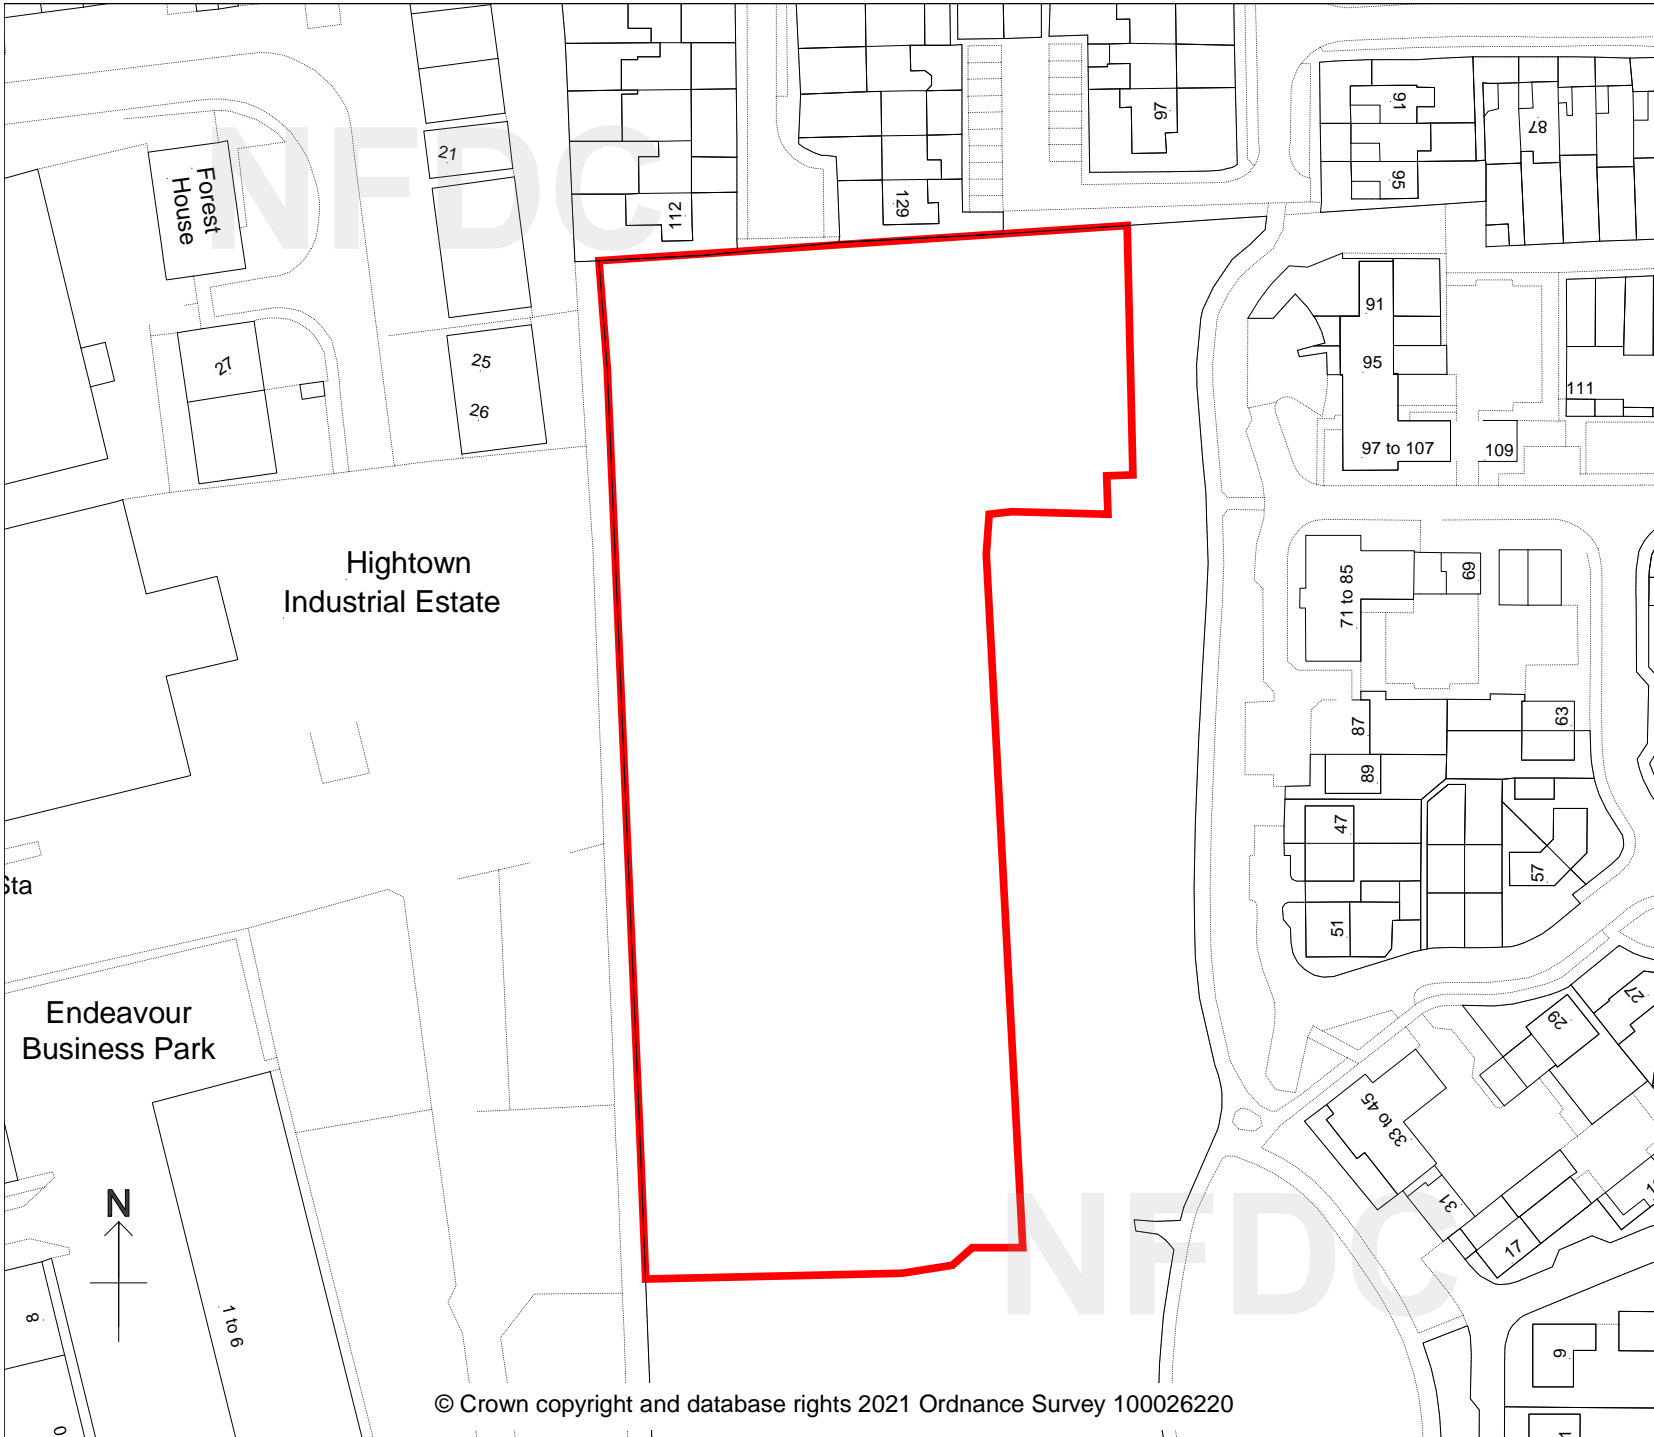 NFDC
Forest
House
21
112
129
76
91
87
95
27
25
26
91
95
97 to 107
109
111
Hightown
Industrial Estate
71 to 85
69
87
89
63
47
57
51
Sta
Endeavour
Business Park
27
29
33 to 45
31
17
N
8
1 to 6
0
NFDC
9
© Crown copyright and database rights 2021 Ordnance Survey 100026220